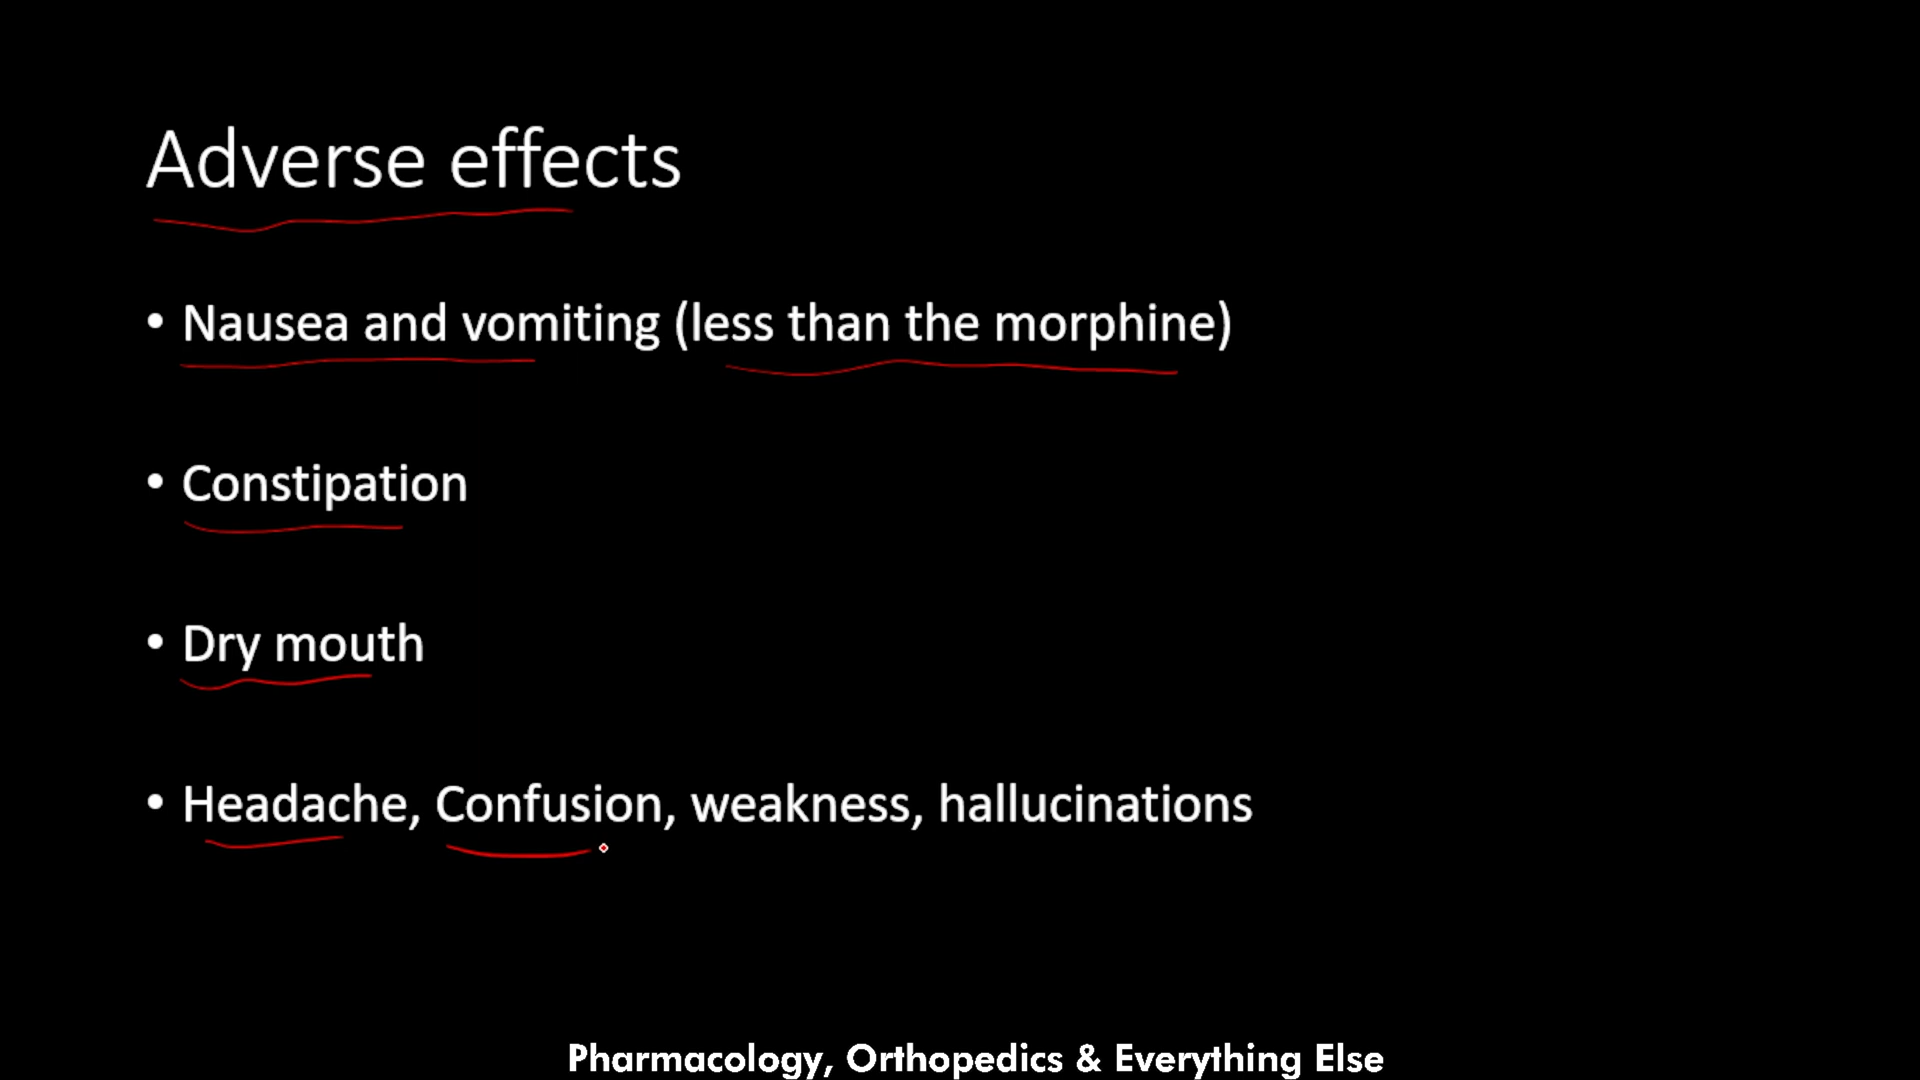 Adverse effects
• Nausea and vomiting (less than the morphine)
• Constipation
• Dry mouth
• Headache, Confusion, weakness, hallucinations
Pharmacology, Orthopedics & Everything Else